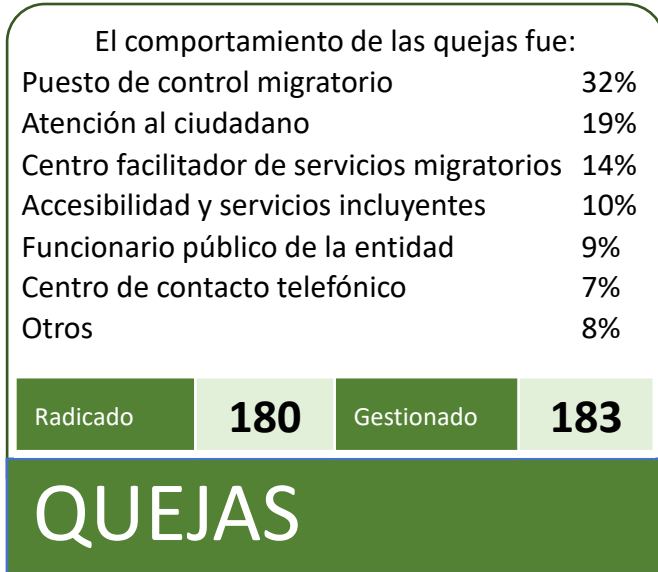 El comportamiento de las quejas fue:
Puesto de control migratorio 32%
Atención al ciudadano 19%
Centro facilitador de servicios migratorios 14%
Accesibilidad y servicios incluyentes 10%
Funcionario público de la entidad 9%
Centro de contacto telefónico 7%
Otros 8%
Radicado 180 Gestionado 183
QUEJAS